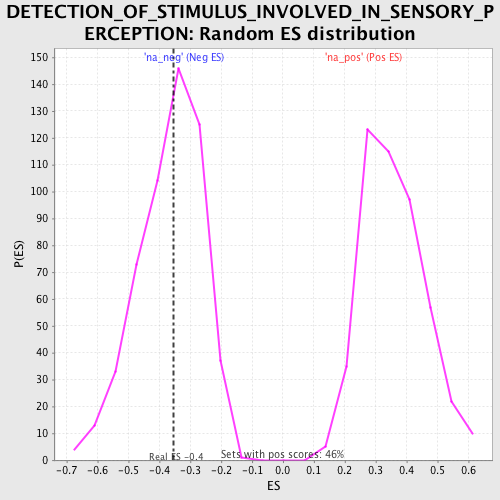 DETECTION_OF_STIMULUS_INVOLVED_IN_SENSORY_P
ERCEPTION: Random ES distribution
'na_neg' (Neg ES) 'na_pos' (Pos ES)
150
140
130
120
110
100
90
80
70
60
50
40
30
20
10
0
P(ES)
Real ES -0.4 Sets with pos scores: 46%
-0.7 -0.6 -0.5 -0.4 -0.3 -0.2 -0.1 0.0 0.1 0.2 0.3 0.4 0.5 0.6
ES